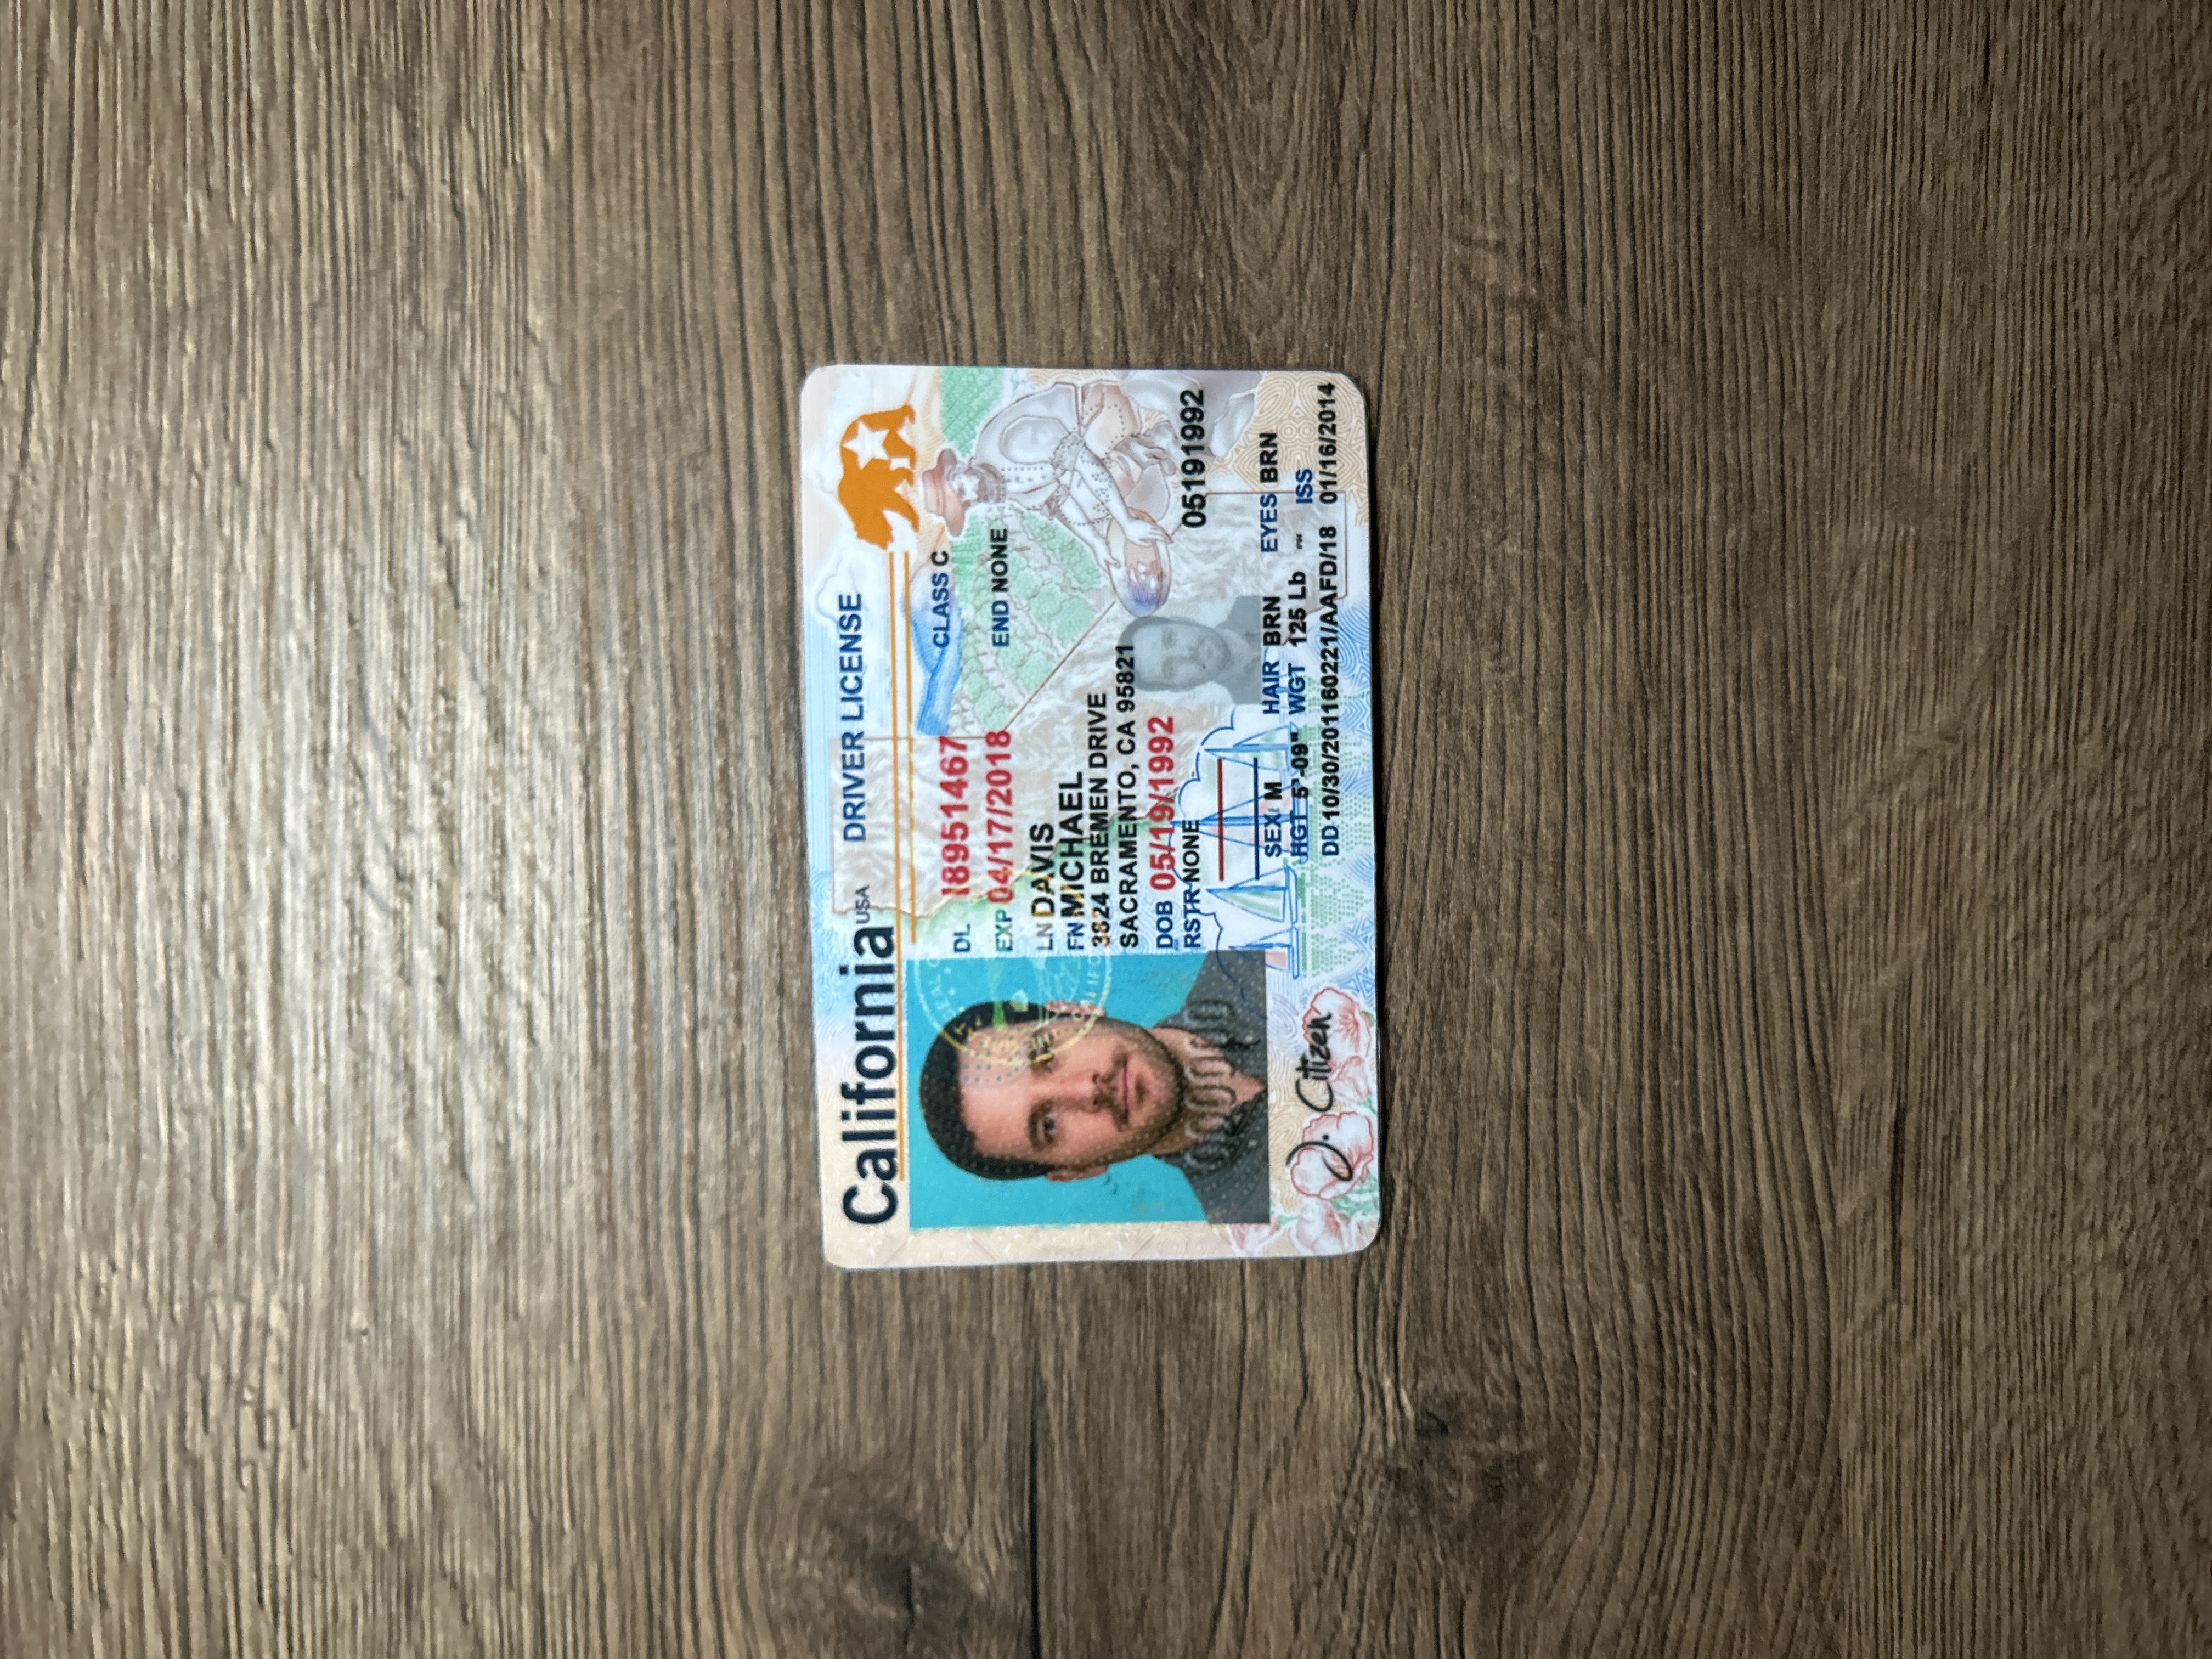 California USA DRIVER LICENSE
DL I8951467 CLASS C
EXP 04/17/2018 END NONE
LN DAVIS
FN MICHAEL
3824 BREMEN DRIVE
SACRAMENTO, CA 95821
DOB 05/19/1992
RSTR NONE 05191992
SEX M HAIR BRN EYES BRN
HGT 5'-09" WGT 125 Lb ISS
DD 10/30/201160221/AAFD/18 01/16/2014
J. Citizen